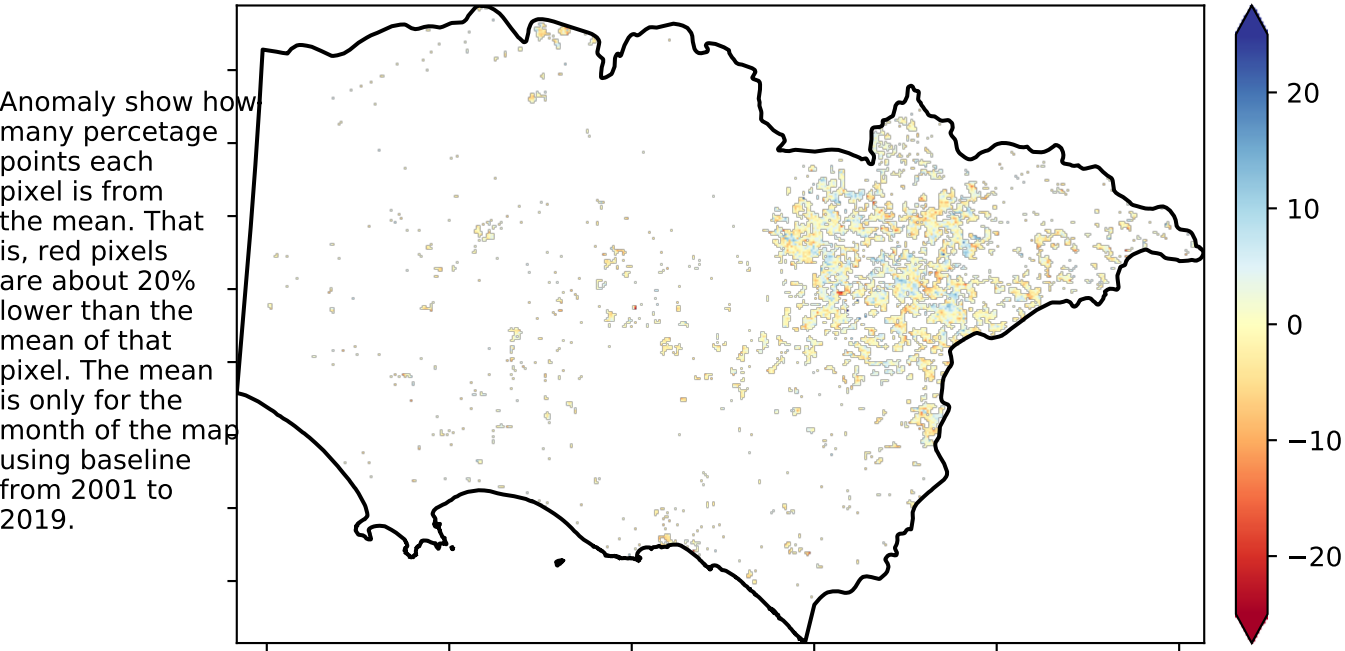 Anomaly show how
many percetage
points each
pixel is from
the mean. That
is, red pixels
are about 20%
lower than the
mean of that
pixel. The mean
is only for the
month of the map
using baseline
from 2001 to
2019.
20
10
0
−10
−20